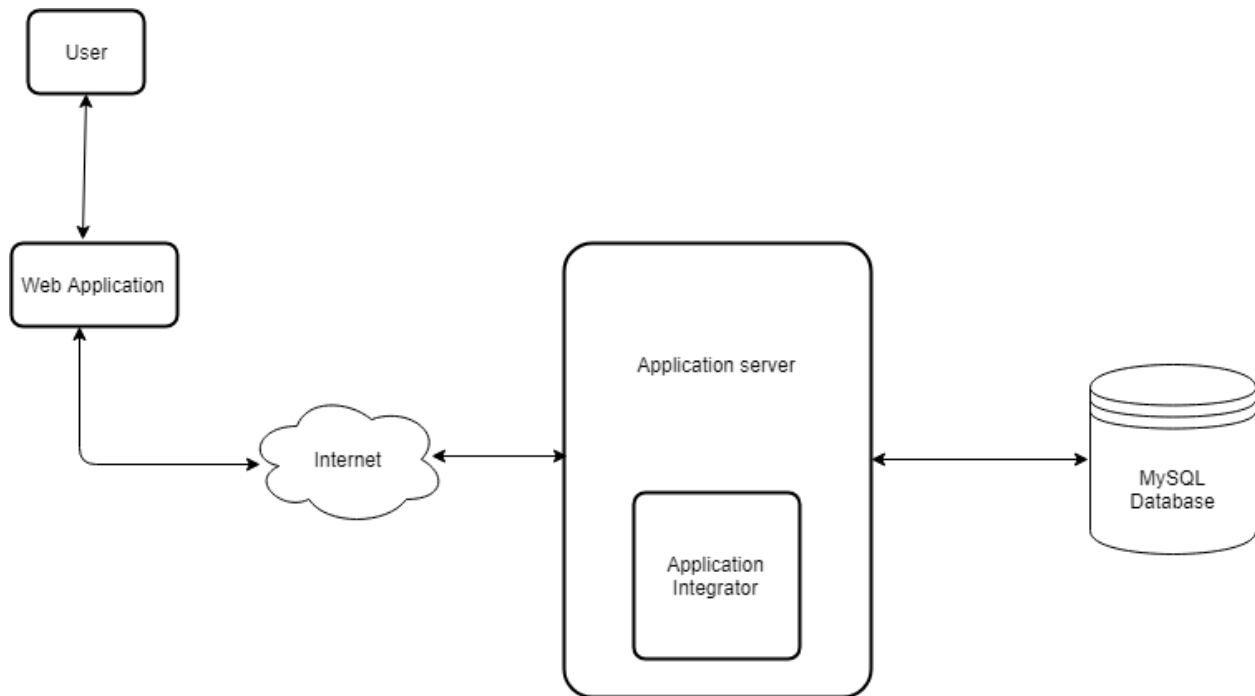 User
Web Application
Application server
Internet
MySQL
Database
Application
Integrator